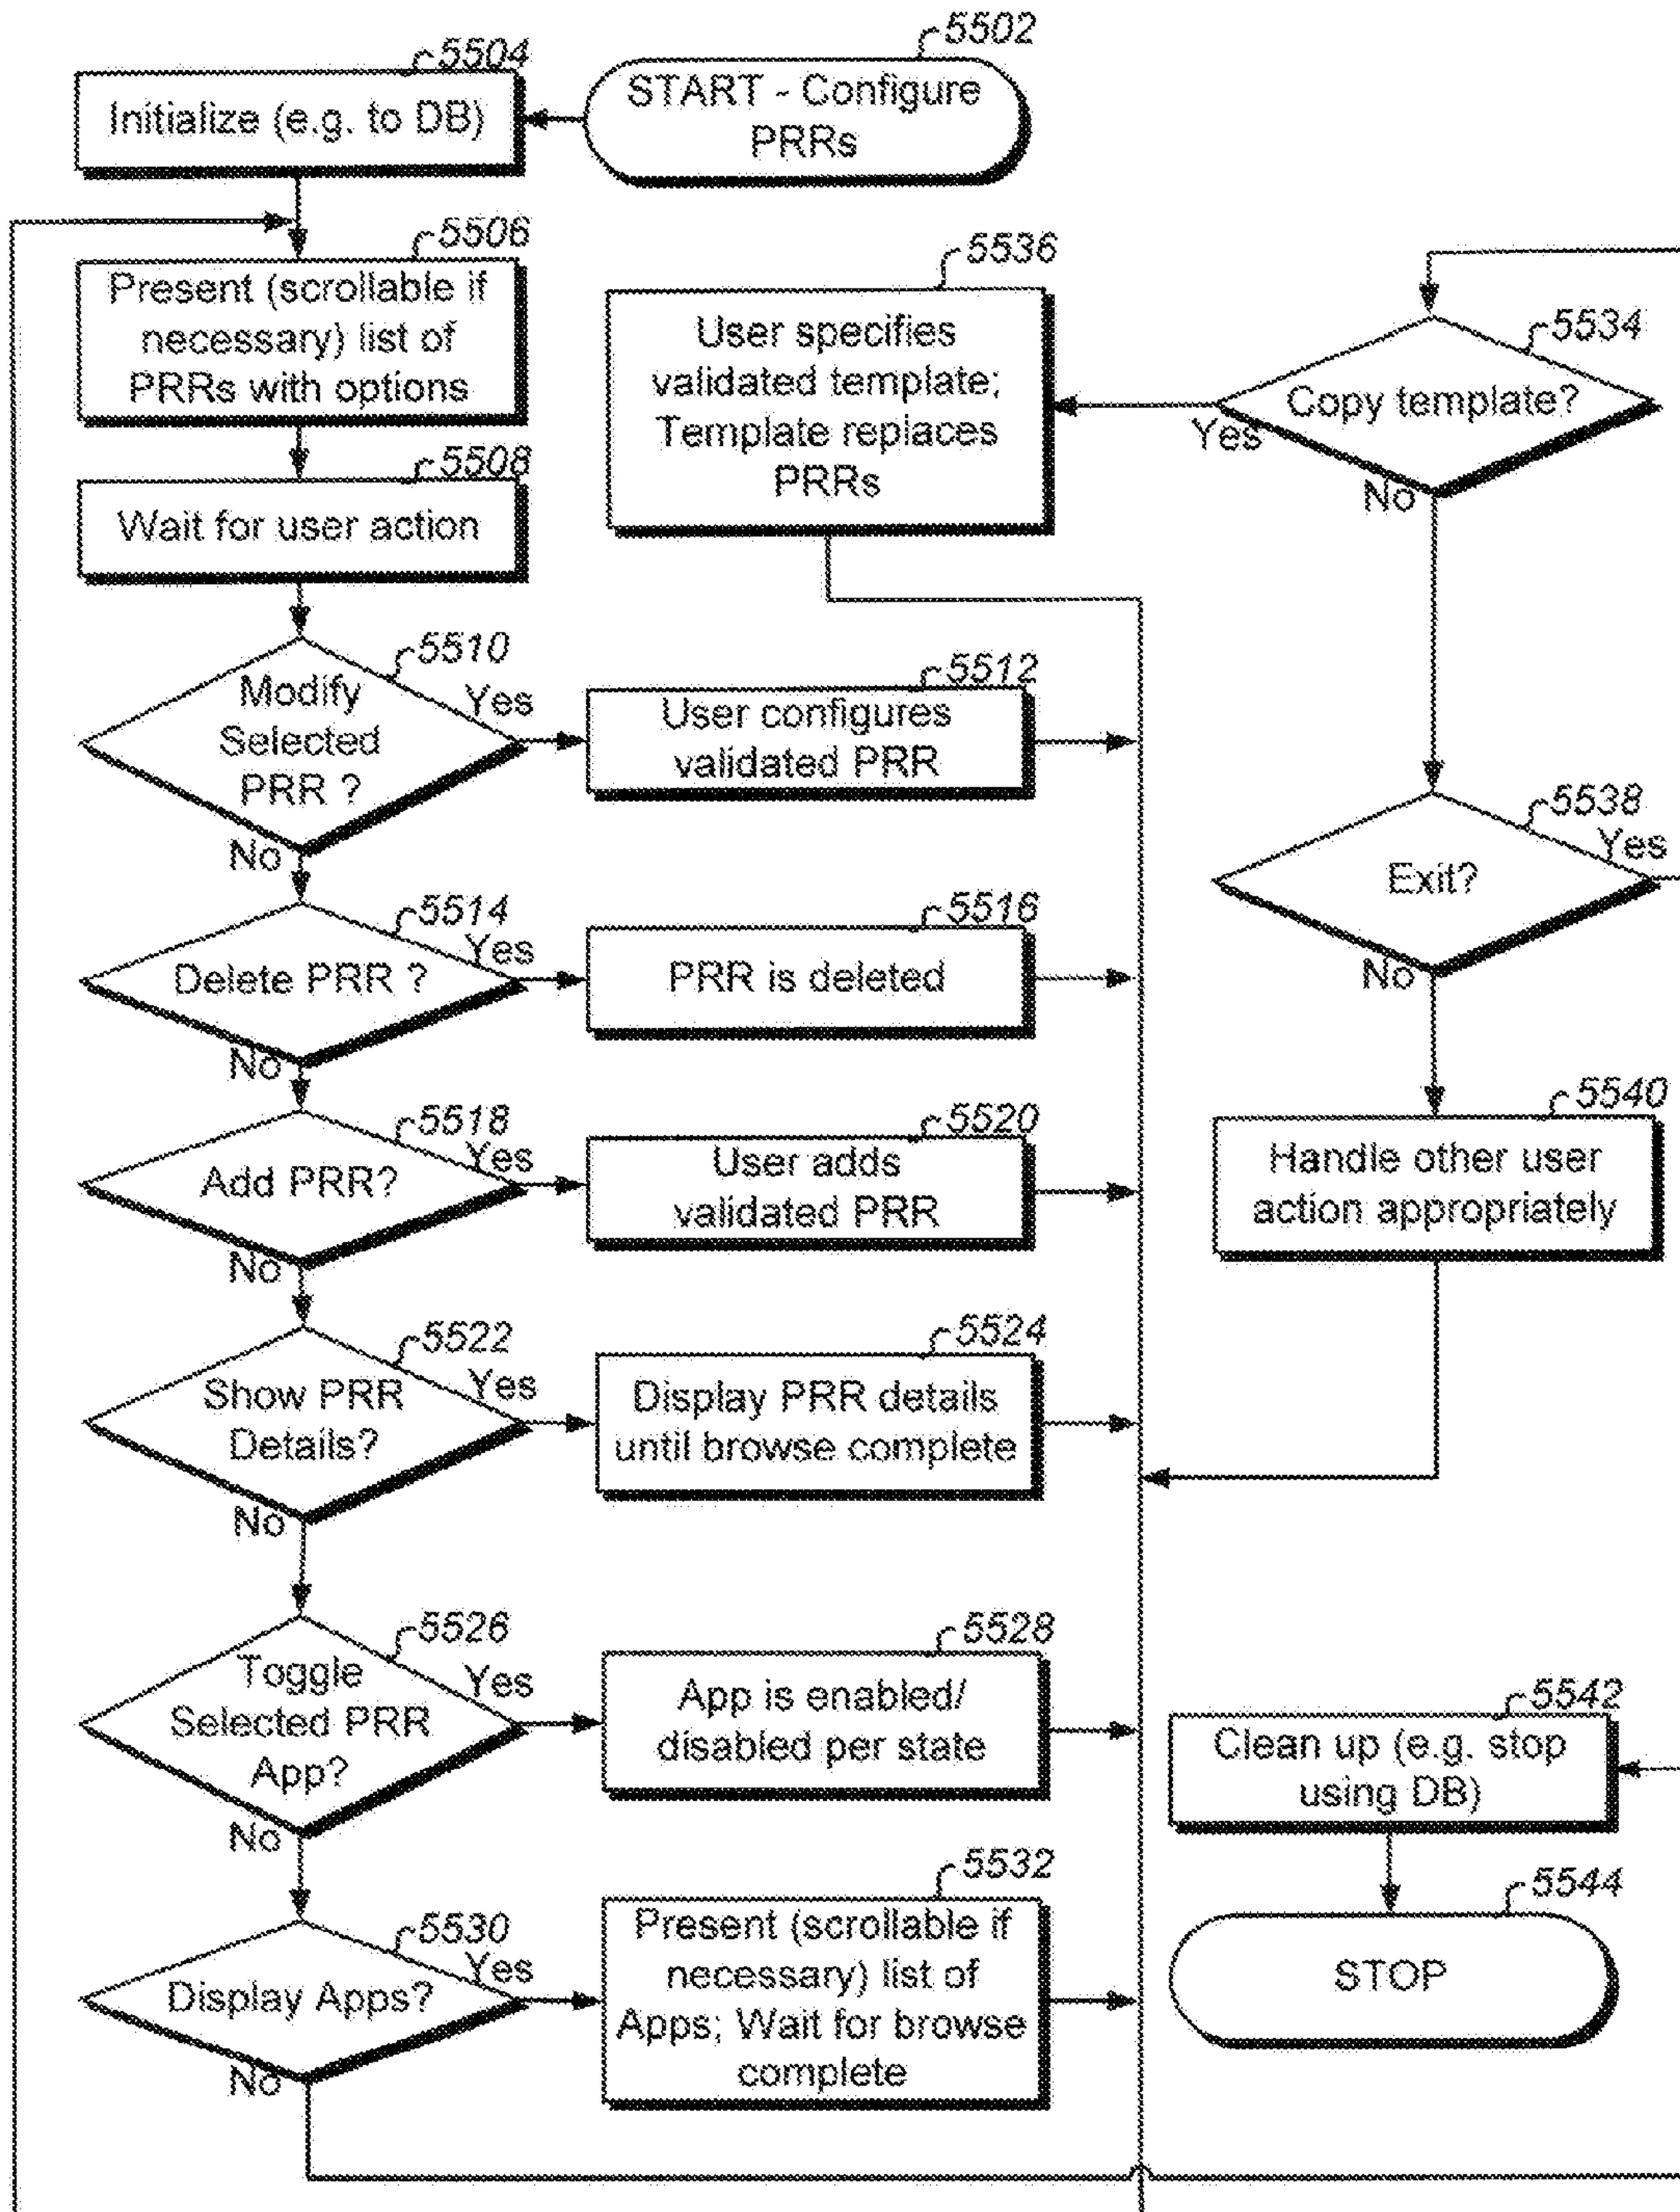 5502
START - Configure
PRRs
5504
Initialize (e.g. to DB)
5506
Present (scrollable if
necessary) list of
PRRs with options
5508
Wait for user action
5510
Modify
Selected
PRR ?
Yes
No
5512
User configures
validated PRR
5514
Delete PRR ?
Yes
No
5516
PRR is deleted
5518
Add PRR?
Yes
No
5520
User adds
validated PRR
5522
Show PRR
Details?
Yes
No
5524
Display PRR details
until browse complete
5526
Toggle
Selected PRR
App?
Yes
No
5528
App is enabled/
disabled per state
5530
Display Apps?
Yes
No
5532
Present (scrollable if
necessary) list of
Apps; Wait for browse
complete
5534
Copy template?
Yes
No
5536
User specifies
validated template;
Template replaces
PRRs
5538
Exit?
Yes
No
5540
Handle other user
action appropriately
5542
Clean up (e.g. stop
using DB)
5544
STOP